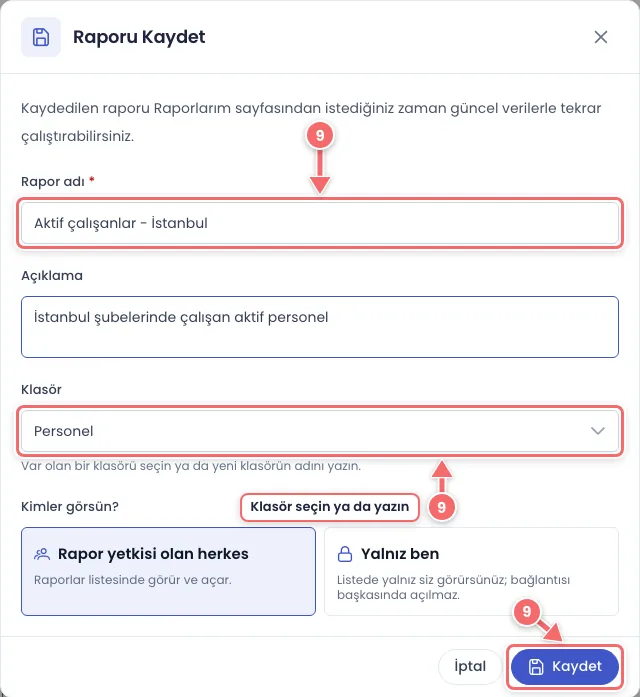 Raporu Kaydet
Kaydedilen raporu Raporlarım sayfasından istediğiniz zaman güncel verilerle tekrar
çalıştırabilirsiniz.
9
Rapor adı *
Aktif çalışanlar - İstanbul
Açıklama
İstanbul şubelerinde çalışan aktif personel
Klasör
Personel
Var olan bir klasörü seçin ya da yeni klasörün adını yazın.
Kimler görsün?
Klasör seçin ya da yazın
9
Rapor yetkisi olan herkes
Raporlar listesinde görür ve açar.
Yalnız ben
Listede yalnız siz görürsünüz; bağlantısı
başkasında açılmaz.
9
İptal
Kaydet